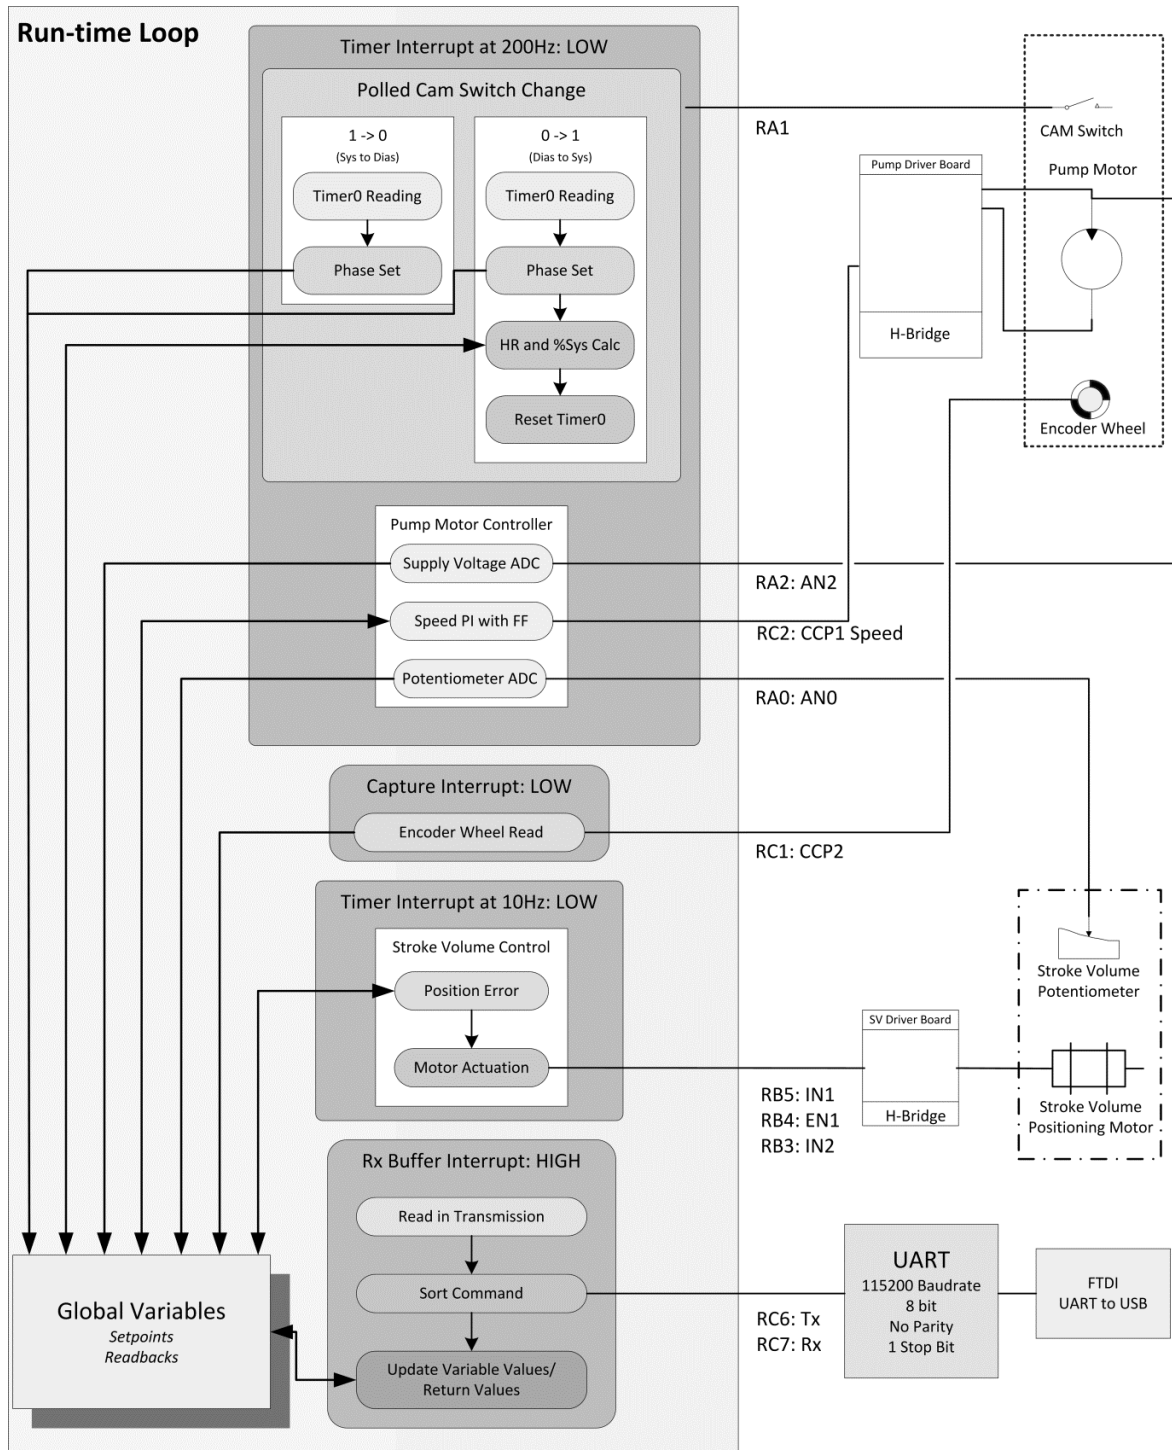 Run-time Loop
Timer Interrupt at 200Hz: LOW
Polled Cam Switch Change
1 -> 0
(Sys to Dias)
Timer0 Reading
Phase Set
0 -> 1
(Dias to Sys)
Timer0 Reading
Phase Set
HR and %Sys Calc
Reset Timer0
RA1
CAM Switch
Pump Driver Board
H-Bridge
Pump Motor
Encoder Wheel
Pump Motor Controller
Supply Voltage ADC
Speed PI with FF
Potentiometer ADC
RA2: AN2
RC2: CCP1 Speed
RA0: AN0
Capture Interrupt: LOW
Encoder Wheel Read
RC1: CCP2
Timer Interrupt at 10Hz: LOW
Stroke Volume Control
Position Error
Motor Actuation
RB5: IN1
RB4: EN1
RB3: IN2
SV Driver Board
H-Bridge
Stroke Volume
Potentiometer
Stroke Volume
Positioning Motor
Rx Buffer Interrupt: HIGH
Read in Transmission
Sort Command
Update Variable Values/
Return Values
Global Variables
Setpoints
Readbacks
RC6: Tx
RC7: Rx
UART
115200 Baudrate
8 bit
No Parity
1 Stop Bit
FTDI
UART to USB